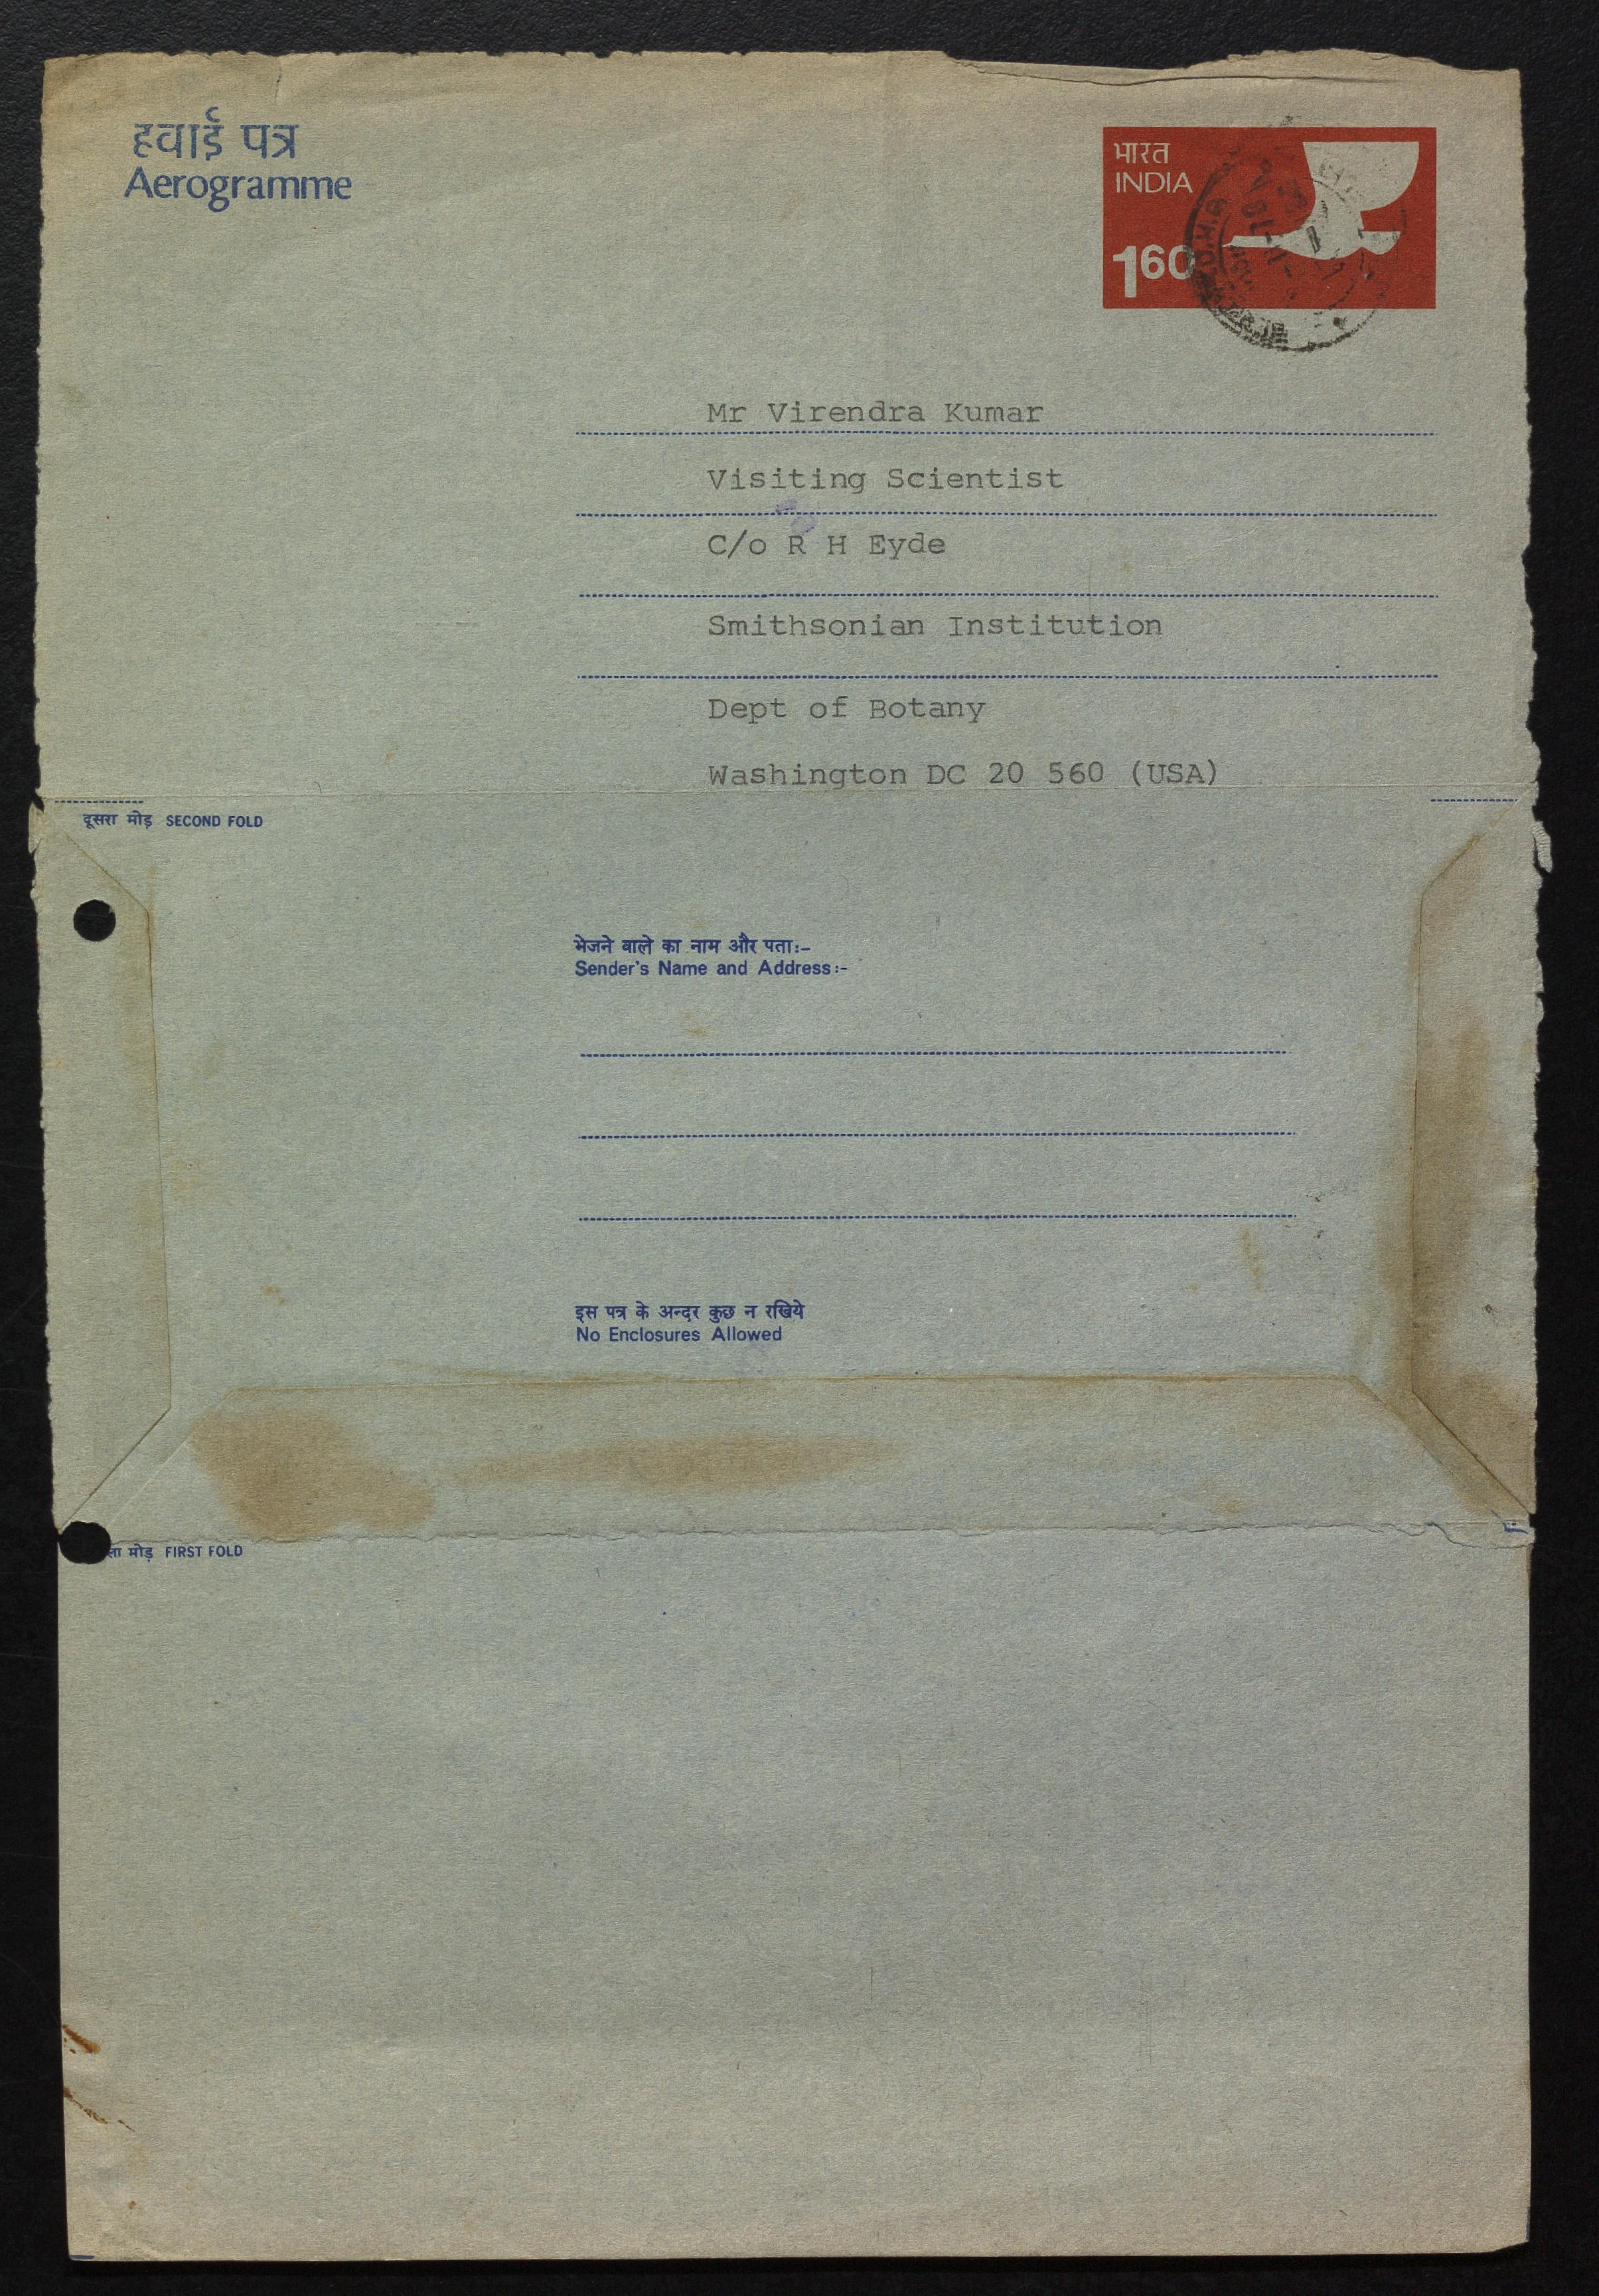 हवाई पत्र
Aerogramme
भारत
INDIA
160
Mr Virendra Kumar
Visiting Scientist
C/o R H Eyde
Smithsonian Institution
Dept of Botany
Washington DC 20 560 (USA)
दूसरा मोड़ SECOND FOLD
भेजने वाले का नाम और पता:-
Sender's Name and Address:-
इस पत्र के अन्दर कुछ न रखिये
No Enclosures Allowed
मोड़ FIRST FOLD